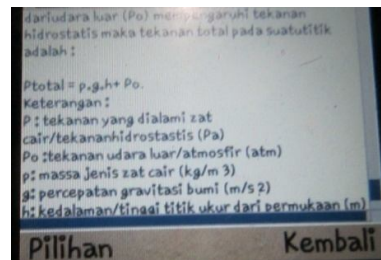 dariudara luar (Po) mempengaruhi tekanan
hidrostatis maka tekanan total pada suatutitik
adalah :
Ptotal = p.g.h+ Po.
Keterangan :
P : tekanan yang dialami zat
cair/tekananhidrostastis (Pa)
Po :tekanan udara luar/atmosfir (atm)
p: massa jenis zat cair (kg/m 3)
g: percepatan gravitasi bumi (m/s 2)
h: kedalaman/tinggi titik ukur dari permukaan (m)
Pilihan Kembali